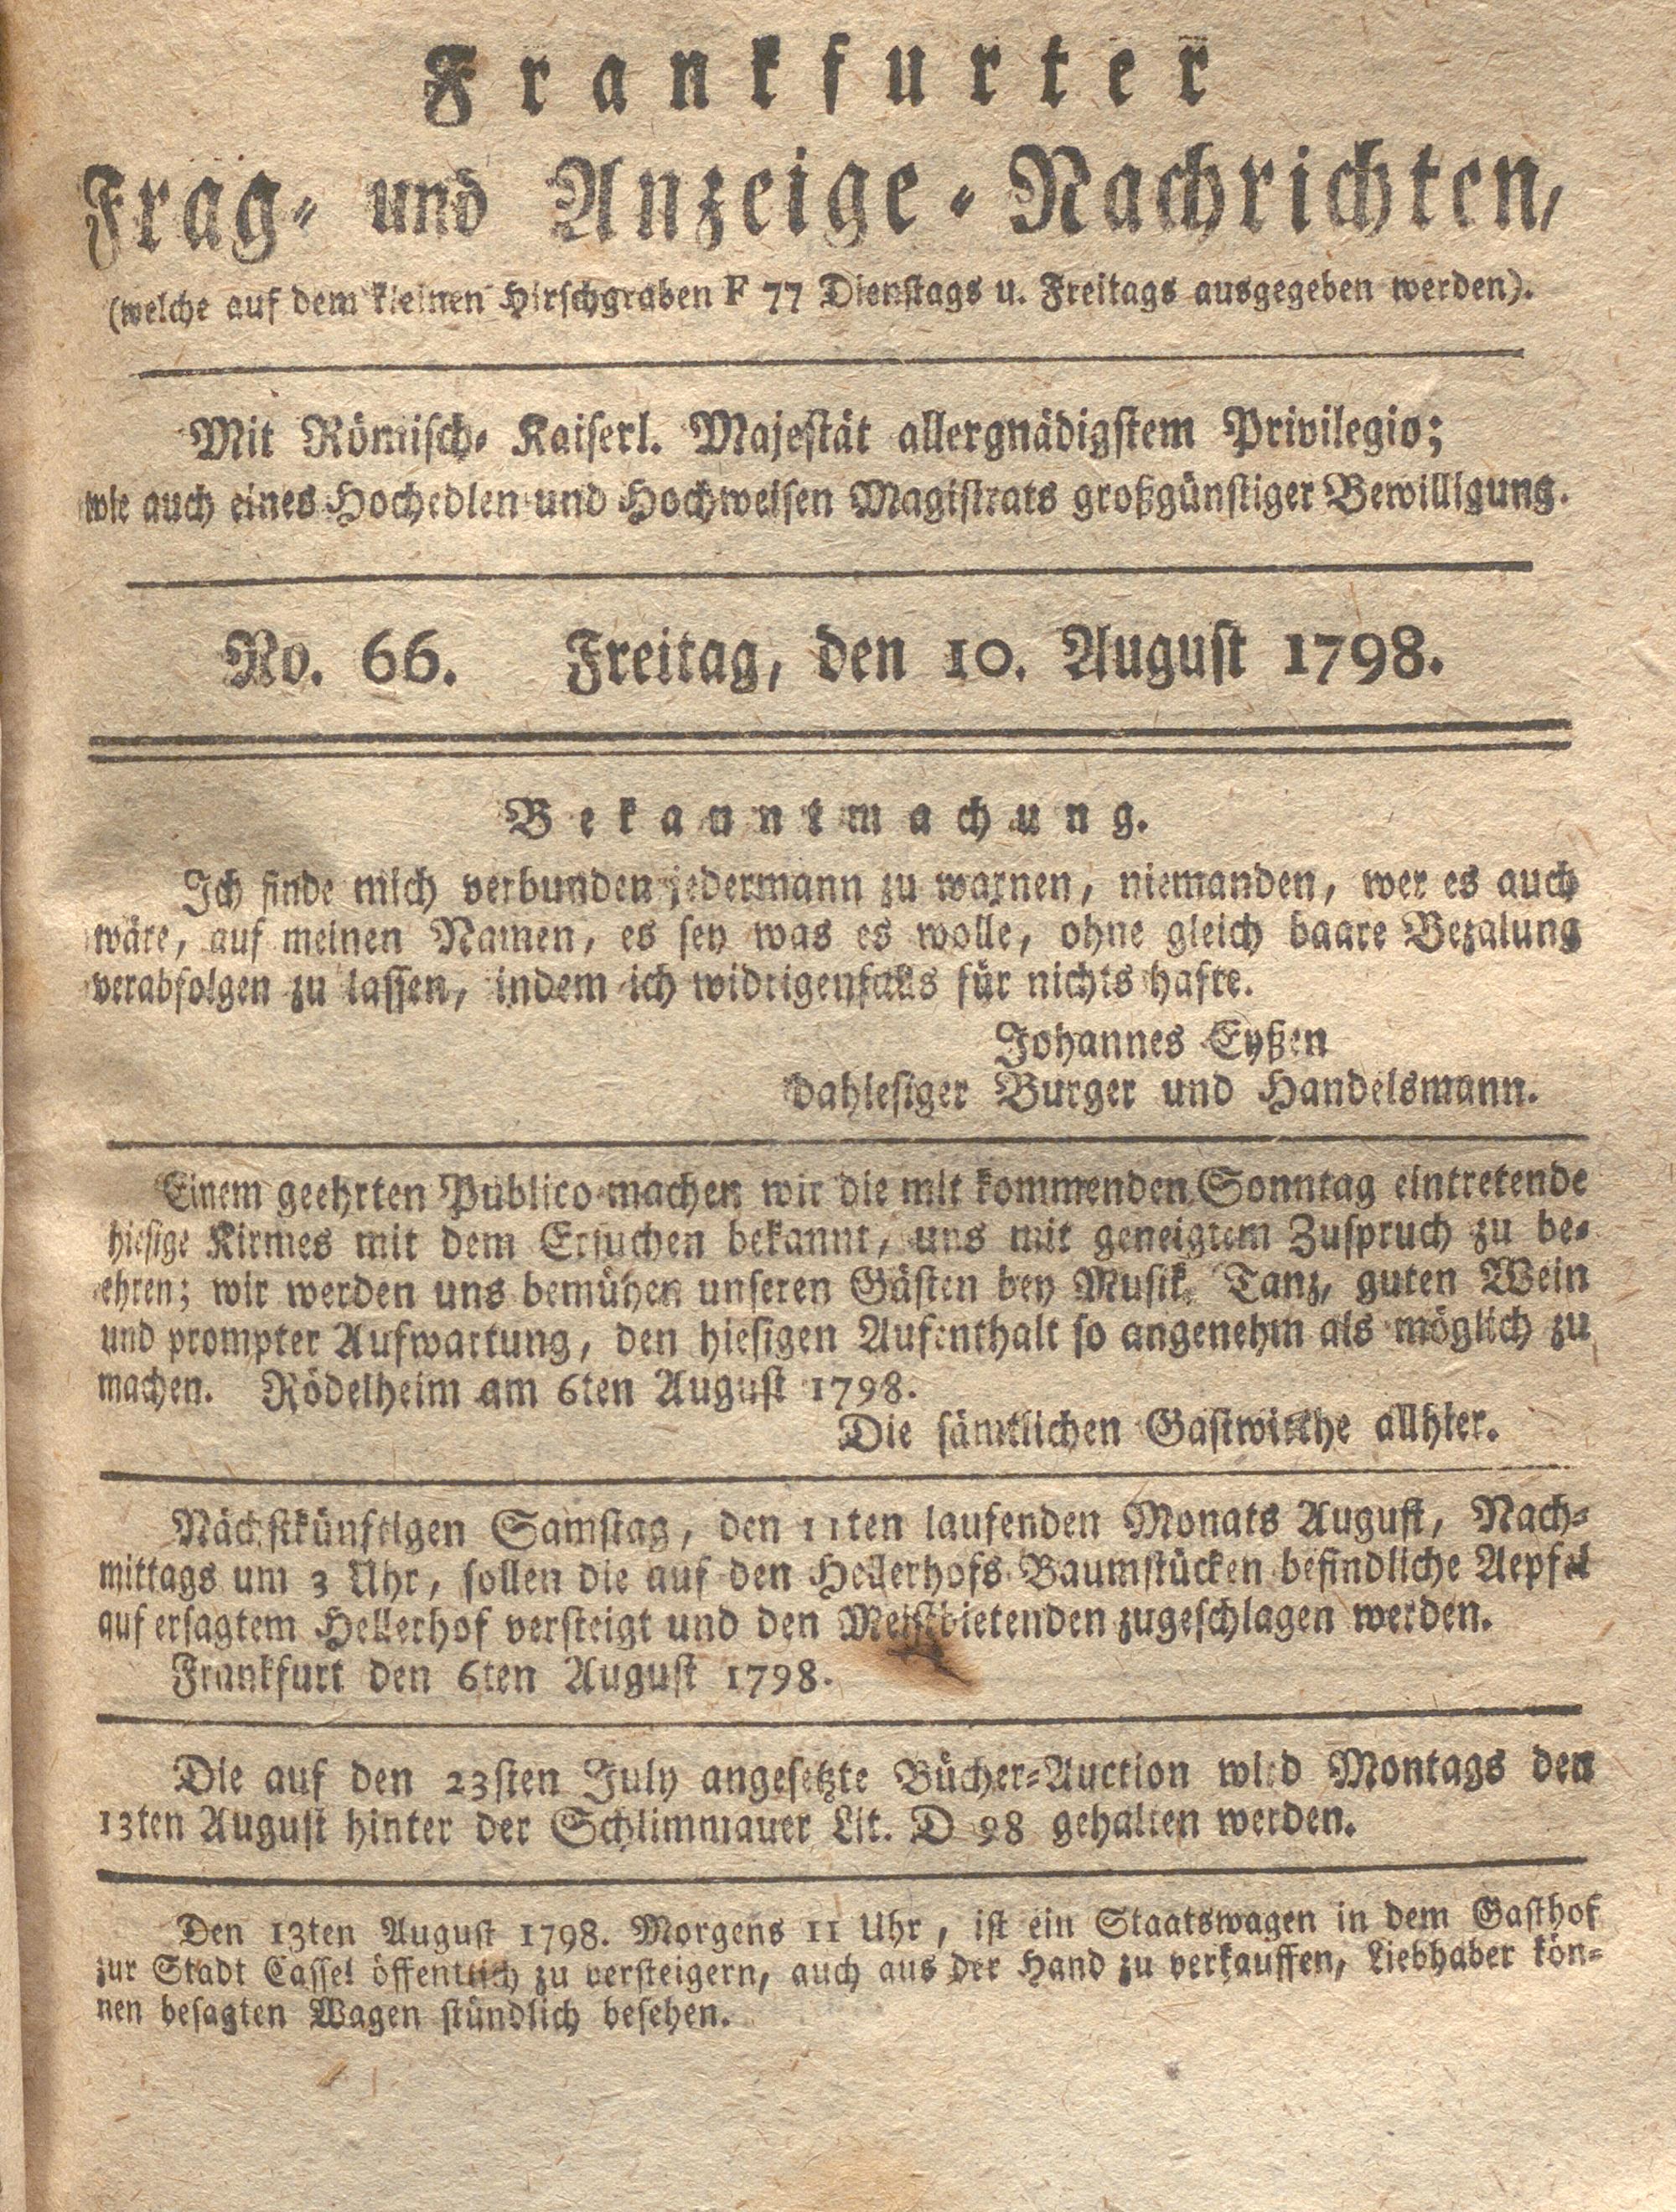 Frankfurter
Frag- und Anzeige-Nachrichten,
(welche auf dem kleinen Hirschgraben F 77 Dienstags u. Freitags ausgegeben werden).
Mit Römisch- Kaiserl. Majestät allergnädigstem Privilegio;
wie auch eines Hochedlen und Hochweisen Magistrats großgünstiger Bewilligung.
No. 66. Freitag, den 10. August 1798.
Bekanntmachung.
Ich finde mich verbunden jedermann zu warnen, niemanden, wer es auch
wäre, auf meinen Namen, es sey was es wolle, ohne gleich baare Bezalung
verabfolgen zu lassen, indem ich widrigenfalls für nichts hafte.
Johannes Eyßen
dahiesiger Burger und Handelsmann.
Einem geehrten Publico machen wir die mit kommenden Sonntag eintretende
hiesige Kirmes mit dem Ersuchen bekannt, uns mit geneigtem Zuspruch zu be-
ehren; wir werden uns bemühen unseren Gästen bey Musik, Tanz, guten Wein
und prompter Aufwartung, den hiesigen Aufenthalt so angenehm als möglich zu
machen. Rödelheim am 6ten August 1798.
Die sämtlichen Gastwirthe allhier.
Nächstkünftigen Samstag, den 11ten laufenden Monats August, Nach-
mittags um 3 Uhr, sollen die auf den Hellerhofs Baumstücken befindliche Aepfel
auf ersagtem Hellerhof versteigt und den Meistbietenden zugeschlagen werden.
Frankfurt den 6ten August 1798.
Die auf den 23sten July angesetzte Bücher-Auction wird Montags den
13ten August hinter der Schlimmauer Lit. D 98 gehalten werden.
Den 13ten August 1798. Morgens 11 Uhr, ist ein Staatswagen in dem Gasthof
zur Stadt Cassel öffentlich zu versteigern, auch aus der Hand zu verkauffen, Liebhaber kön-
nen besagten Wagen stündlich besehen.